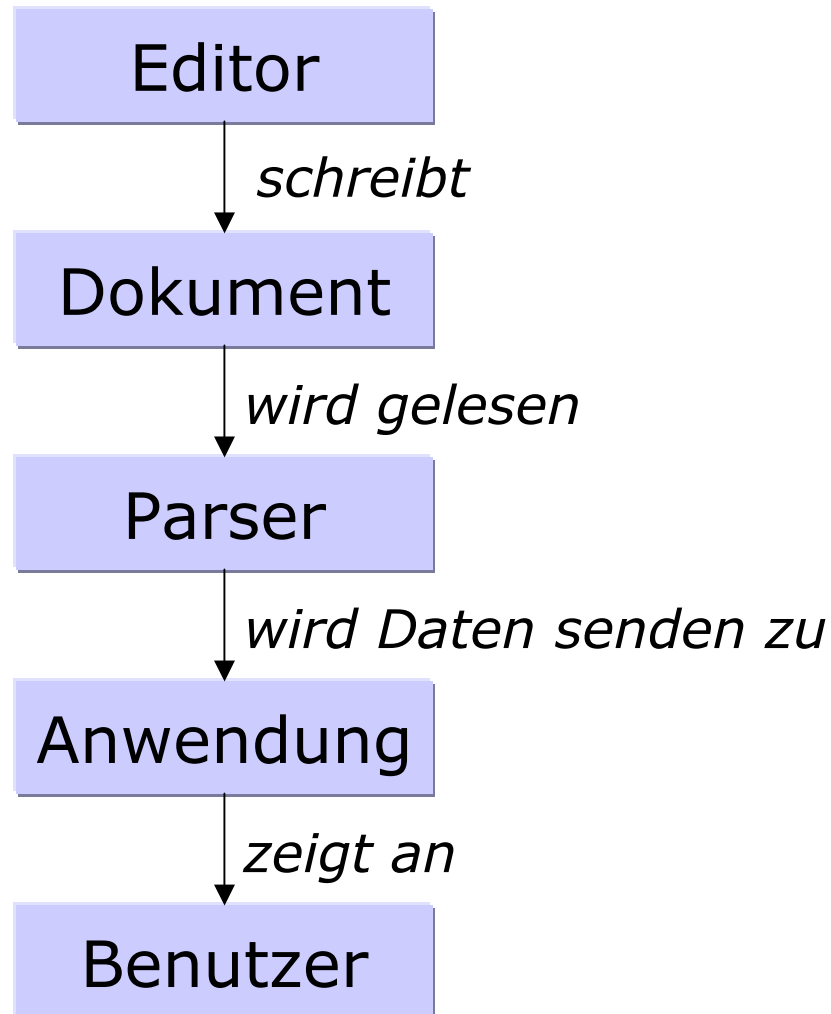 Editor
schreibt
Dokument
wird gelesen
Parser
wird Daten senden zu
Anwendung
zeigt an
Benutzer